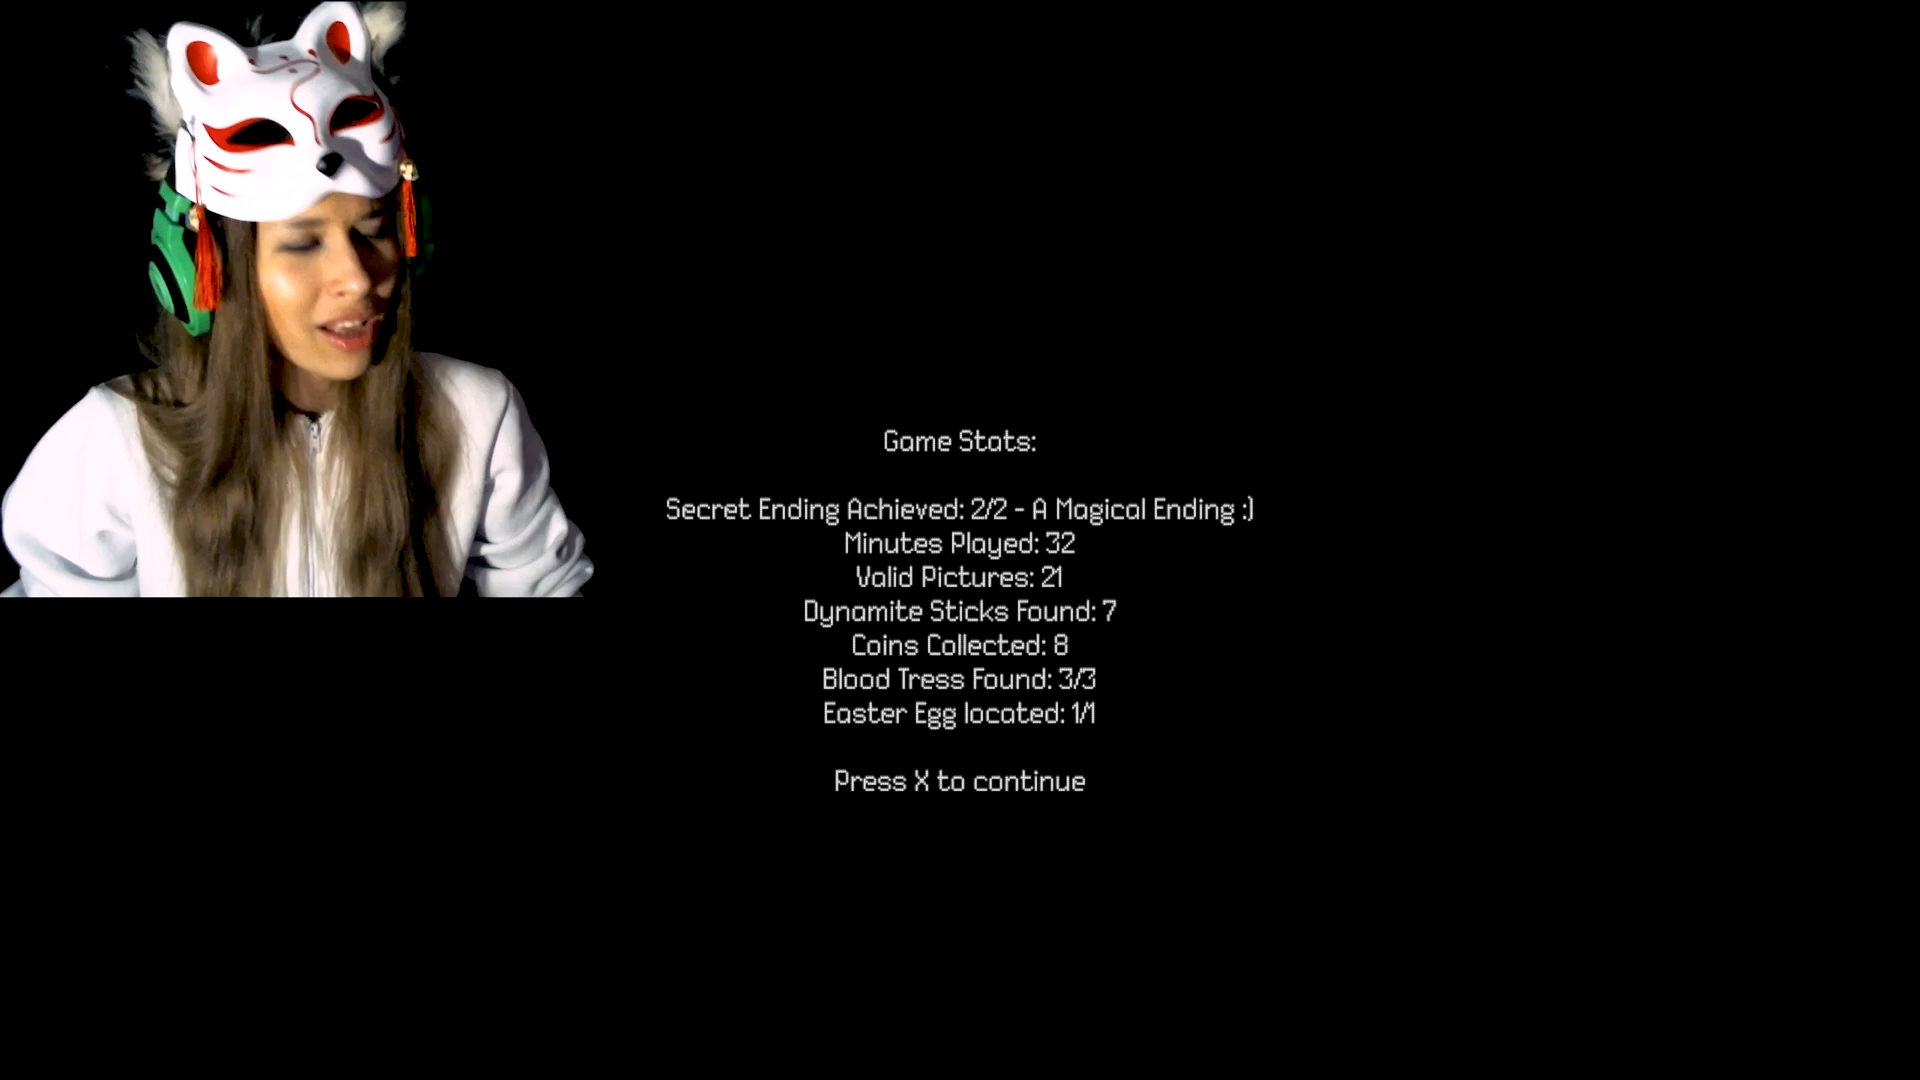 Game Stats:
Secret Ending Achieved: 2/2 - A Magical Ending :)
Minutes Played: 32
Valid Pictures: 21
Dynamite Sticks Found: 7
Coins Collected: 8
Blood Tress Found: 3/3
Easter Egg located: 1/1
Press X to continue